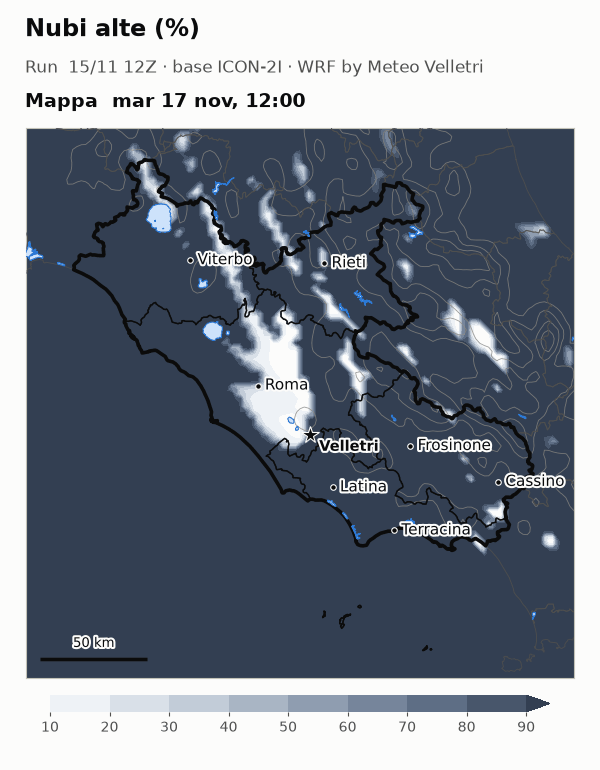 Nubi alte (%)
Run  15/11 12Z · base ICON-2I · WRF by Meteo Velletri
Mappa  mar 17 nov, 12:00
Viterbo
Rieti
Roma
Velletri
Frosinone
Latina
Cassino
Terracina
50 km
10 20 30 40 50 60 70 80 90